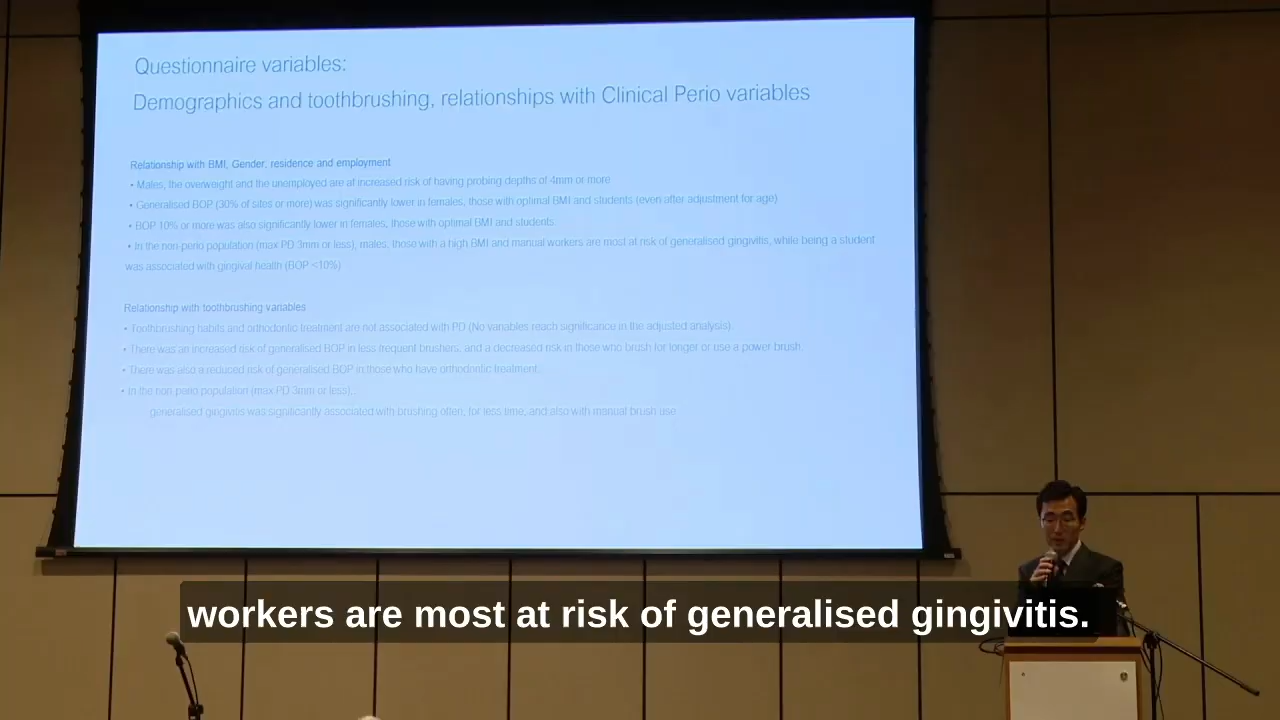 Questionnaire variables:
Demographics and toothbrushing, relationships with Clinical Perio variables
Relationship with BMI, Gender, residence and employment
• Males, the overweight and the unemployed are at increased risk of having probing depths of 4mm or more
• Generalised BOP (30% of sites or more) was significantly lower in females, those with optimal BMI and students (even after adjustment for age)
• BOP 10% or more was also significantly lower in females, those with optimal BMI and students.
• In the non-perio population (max PD 3mm or less), males, those with a high BMI and manual workers are most at risk of generalised gingivitis, while being a student
was associated with gingival health (BOP <10%)
Relationship with toothbrushing variables
• Toothbrushing habits and orthodontic treatment are not associated with PD (No variables reach significance in the adjusted analysis).
• There was an increased risk of generalised BOP in less frequent brushers, and a decreased risk in those who brush for longer or use a power brush.
• There was also a reduced risk of generalised BOP in those who have orthodontic treatment.
• In the non-perio population (max PD 3mm or less),
generalised gingivitis was significantly associated with brushing often, for less time, and also with manual brush use
workers are most at risk of generalised gingivitis.